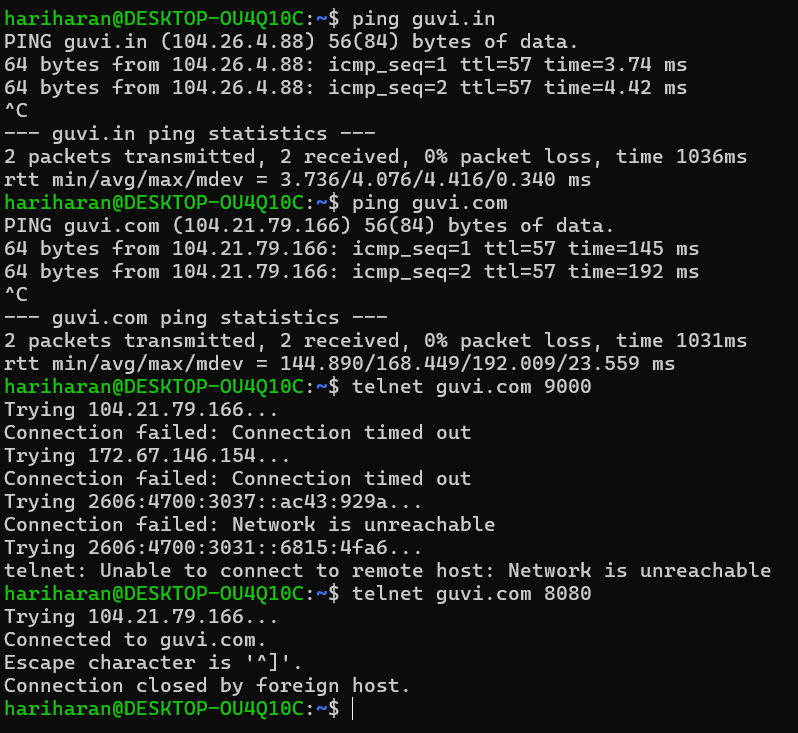 hariharan@DESKTOP-OU4Q10C:~$ ping guvi.in
PING guvi.in (104.26.4.88) 56(84) bytes of data.
64 bytes from 104.26.4.88: icmp_seq=1 ttl=57 time=3.74 ms
64 bytes from 104.26.4.88: icmp_seq=2 ttl=57 time=4.42 ms
^C
--- guvi.in ping statistics ---
2 packets transmitted, 2 received, 0% packet loss, time 1036ms
rtt min/avg/max/mdev = 3.736/4.076/4.416/0.340 ms
hariharan@DESKTOP-OU4Q10C:~$ ping guvi.com
PING guvi.com (104.21.79.166) 56(84) bytes of data.
64 bytes from 104.21.79.166: icmp_seq=1 ttl=57 time=145 ms
64 bytes from 104.21.79.166: icmp_seq=2 ttl=57 time=192 ms
^C
--- guvi.com ping statistics ---
2 packets transmitted, 2 received, 0% packet loss, time 1031ms
rtt min/avg/max/mdev = 144.890/168.449/192.009/23.559 ms
hariharan@DESKTOP-OU4Q10C:~$ telnet guvi.com 9000
Trying 104.21.79.166...
Connection failed: Connection timed out
Trying 172.67.146.154...
Connection failed: Connection timed out
Trying 2606:4700:3037::ac43:929a...
Connection failed: Network is unreachable
Trying 2606:4700:3031::6815:4fa6...
telnet: Unable to connect to remote host: Network is unreachable
hariharan@DESKTOP-OU4Q10C:~$ telnet guvi.com 8080
Trying 104.21.79.166...
Connected to guvi.com.
Escape character is '^]'.
Connection closed by foreign host.
hariharan@DESKTOP-OU4Q10C:~$